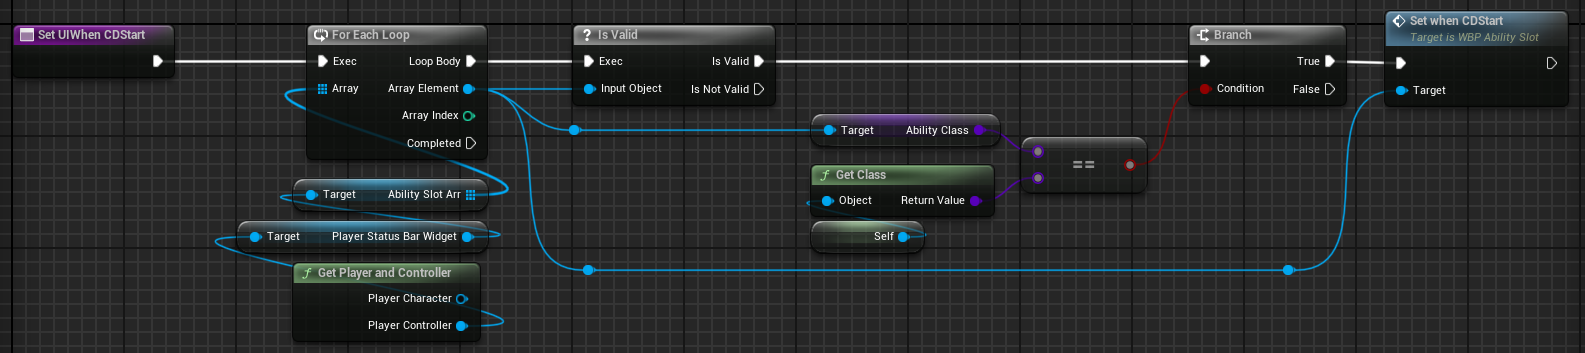 Set UIWhen CDStart
For Each Loop
Exec
Loop Body
Array
Array Element
Array Index
Completed
Is Valid
Exec
Is Valid
Input Object
Is Not Valid
Branch
True
Condition
False
Set when CDStart
Target is WBP Ability Slot
Target
Target
Ability Class
==
Get Class
Object
Return Value
Self
Target
Ability Slot Arr
Target
Player Status Bar Widget
Get Player and Controller
Player Character
Player Controller